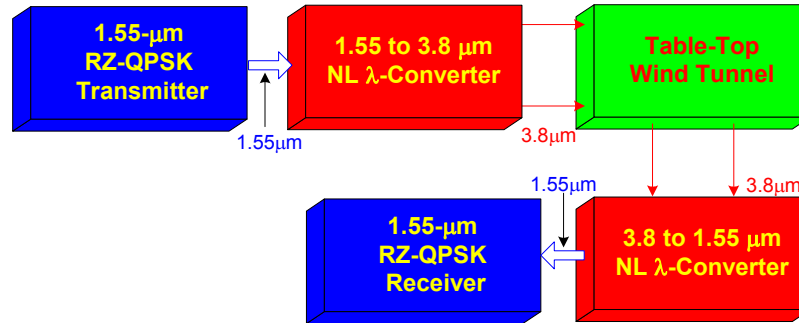 1.55-μm
RZ-QPSK
Transmitter
1.55μm
1.55 to 3.8 μm
NL λ-Converter
3.8μm
Table-Top
Wind Tunnel
3.8μm
3.8 to 1.55 μm
NL λ-Converter
1.55μm
1.55-μm
RZ-QPSK
Receiver